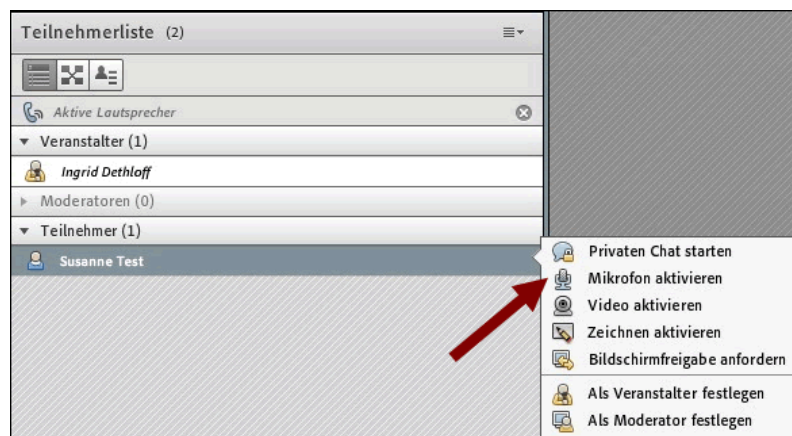 Teilnehmerliste (2)
Aktive Lautsprecher
Veranstalter (1)
Ingrid Dethloff
Moderatoren (0)
Teilnehmer (1)
Susanne Test
Privaten Chat starten
Mikrofon aktivieren
Video aktivieren
Zeichnen aktivieren
Bildschirmfreigabe anfordern
Als Veranstalter festlegen
Als Moderator festlegen